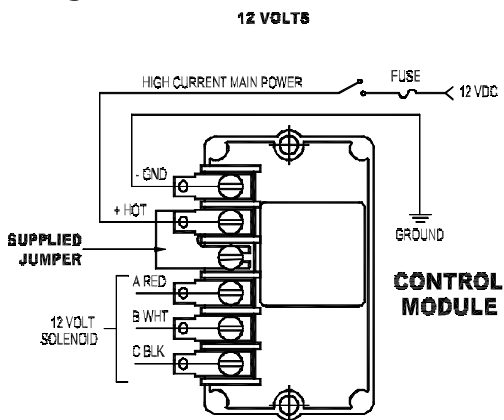 12 VOLTS
HIGH CURRENT MAIN POWER
FUSE
12 VDC
- GND
+ HOT
GROUND
SUPPLIED
JUMPER
CONTROL
MODULE
A RED
12 VOLT
SOLENOID
B WHT
C BLK